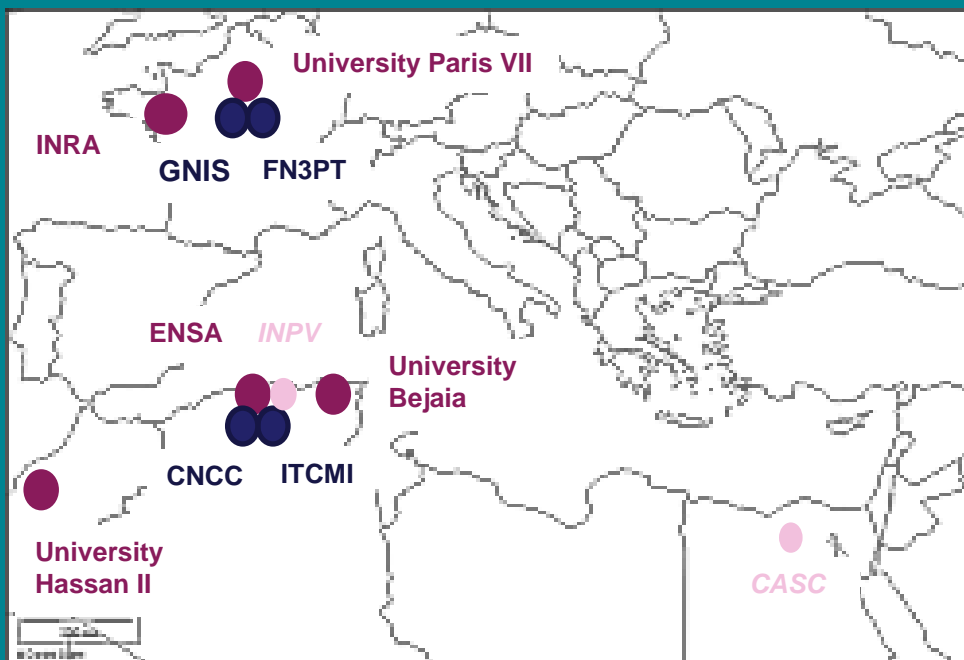 University Paris VII
INRA
GNIS
FN3PT
ENSA
INPV
University
Bejaia
CNCC
ITCMI
University
Hassan II
CASC